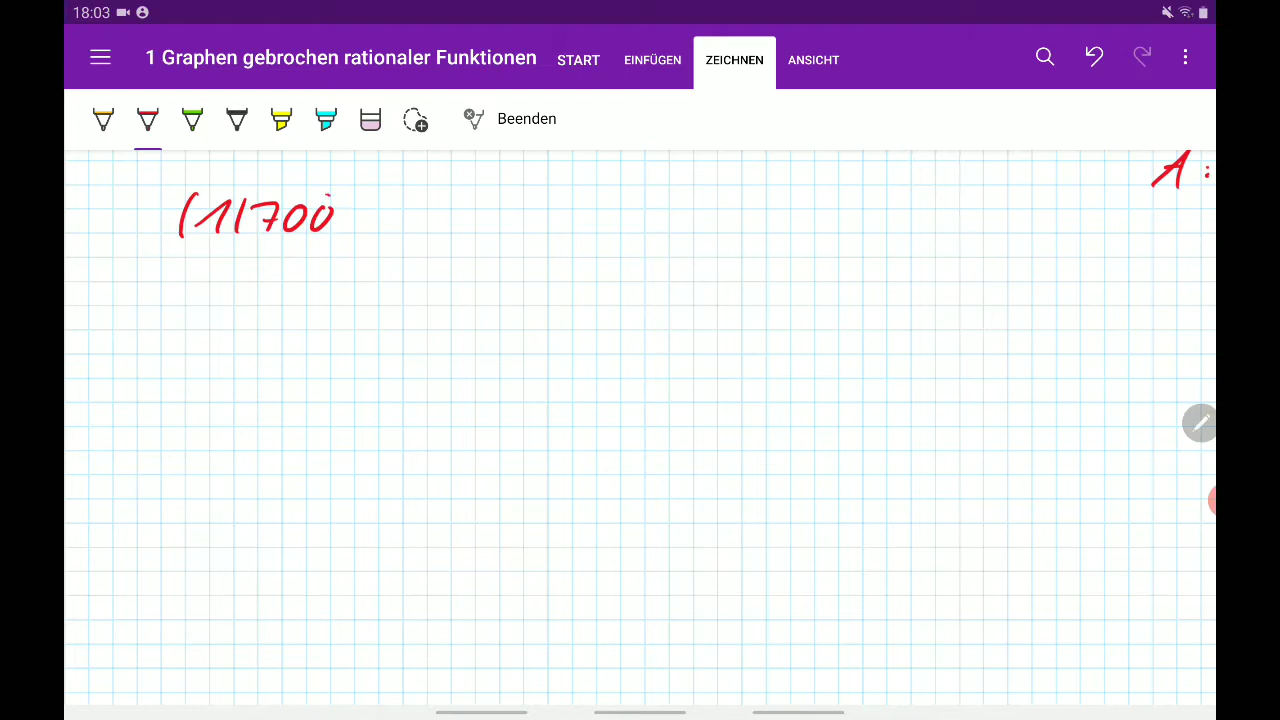 18:03
1 Graphen gebrochen rationaler Funktionen START EINFÜGEN ZEICHNEN ANSICHT
Beenden
A :
(1|700